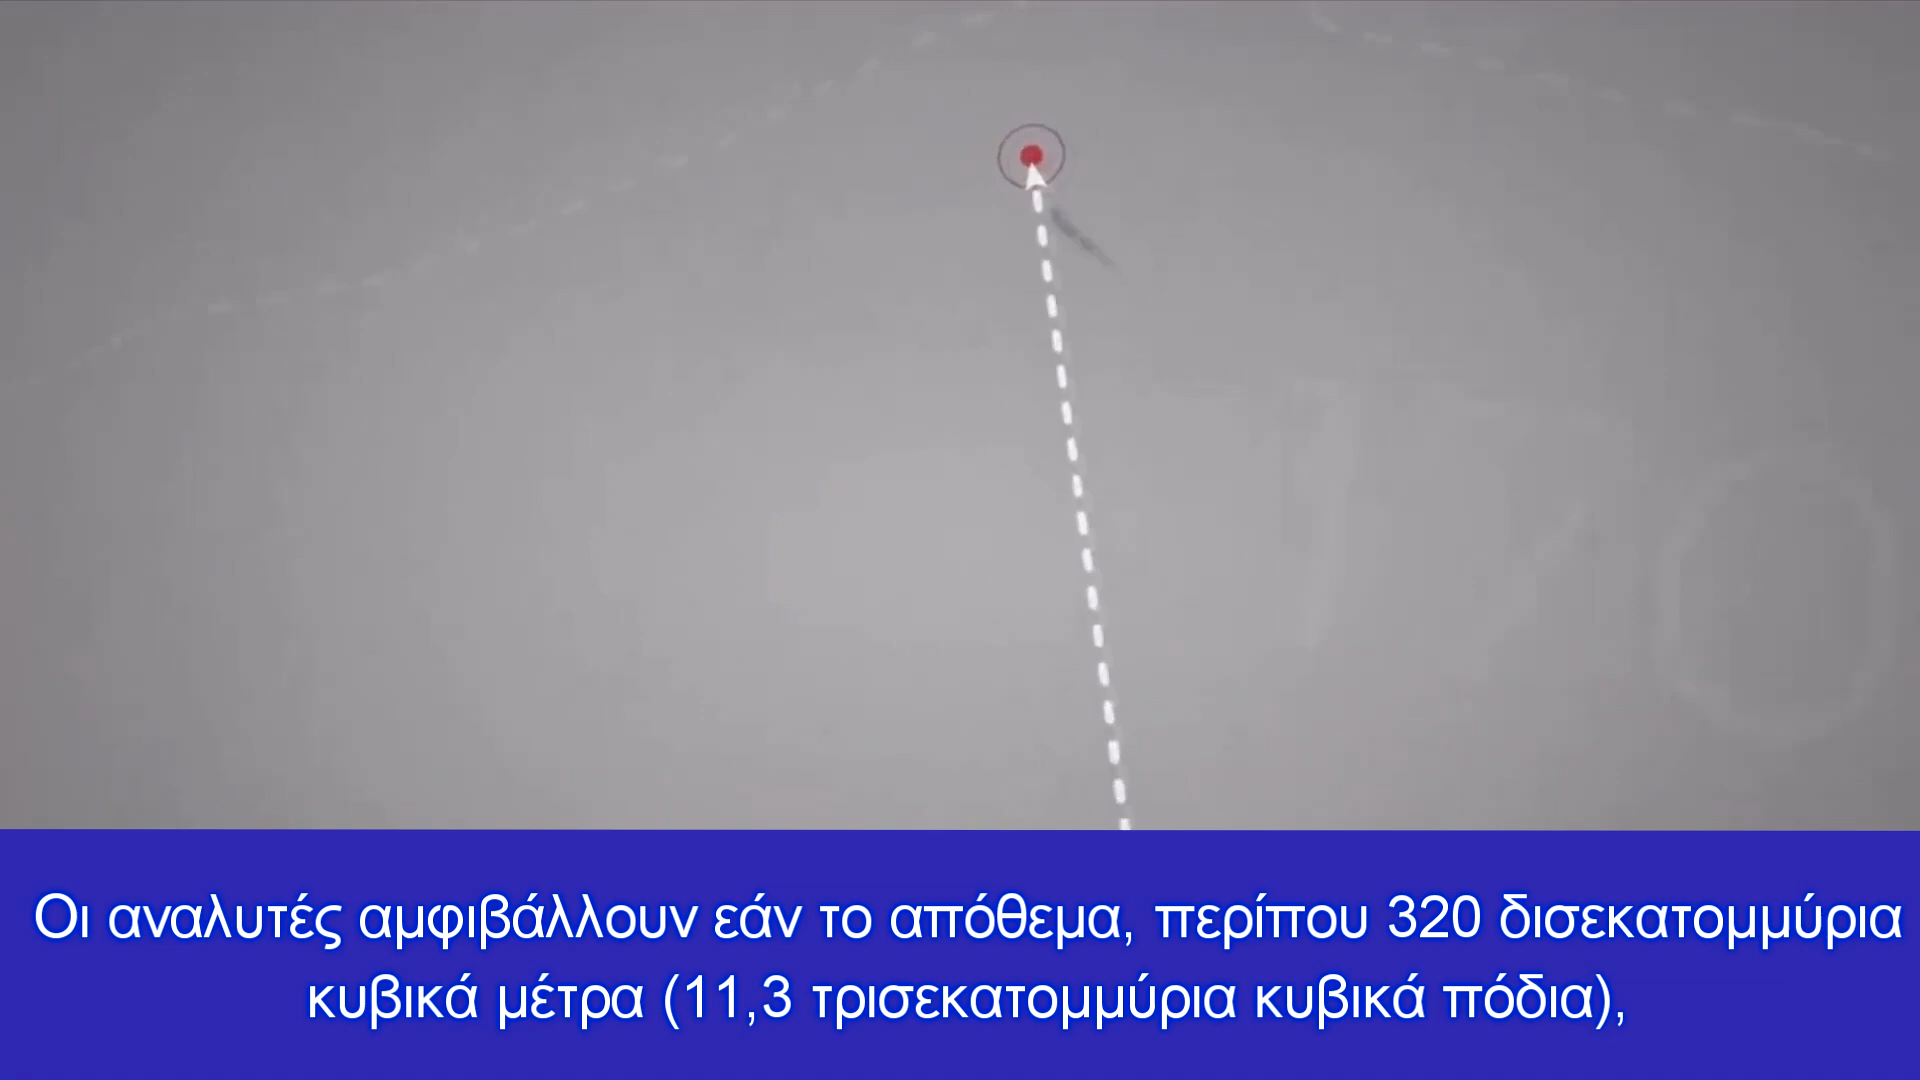 Οι αναλυτές αμφιβάλλουν εάν το απόθεμα, περίπου 320 δισεκατομμύρια
κυβικά μέτρα (11,3 τρισεκατομμύρια κυβικά πόδια),